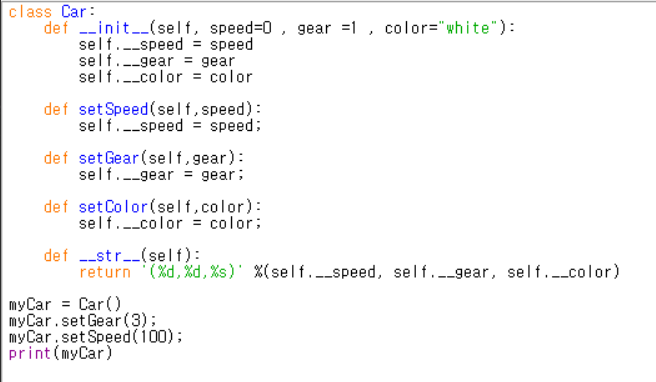 class Car:
    def __init__(self, speed=0 , gear =1 , color="white"):
        self.__speed = speed
        self.__gear = gear
        self.__color = color

    def setSpeed(self,speed):
        self.__speed = speed;

    def setGear(self,gear):
        self.__gear = gear;

    def setColor(self,color):
        self.__color = color;

    def __str__(self):
        return '(%d,%d,%s)' %(self.__speed, self.__gear, self.__color)

myCar = Car()
myCar.setGear(3);
myCar.setSpeed(100);
print(myCar)